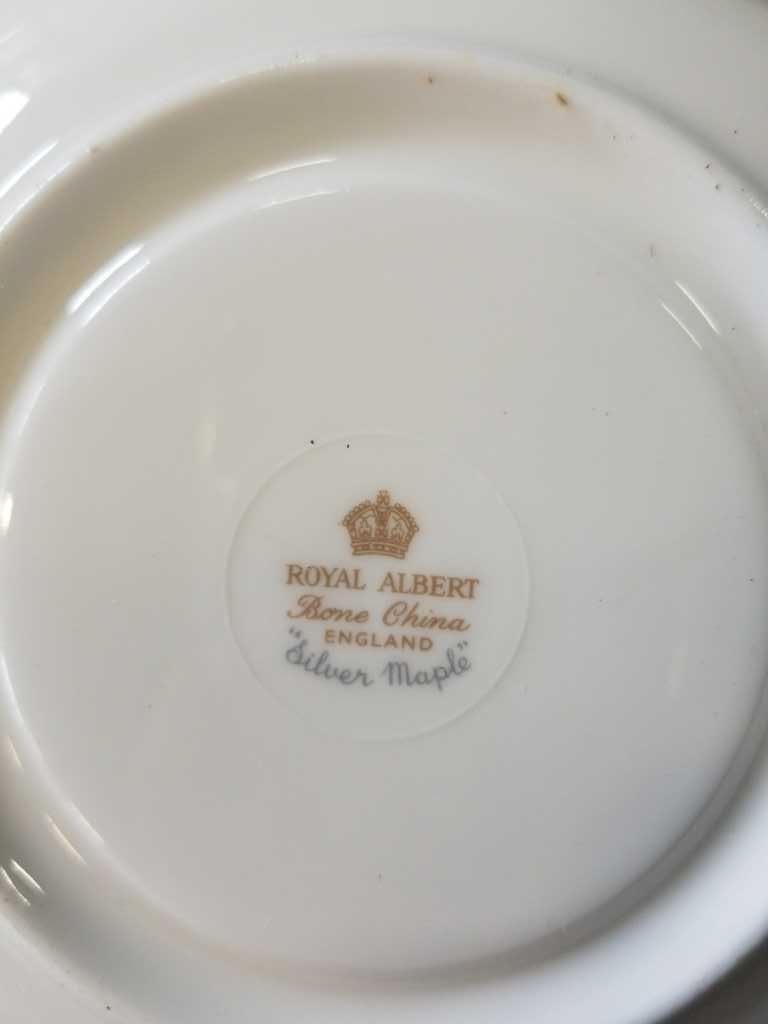 ROYAL ALBERT
Bone China
ENGLAND
"Silver Maple"